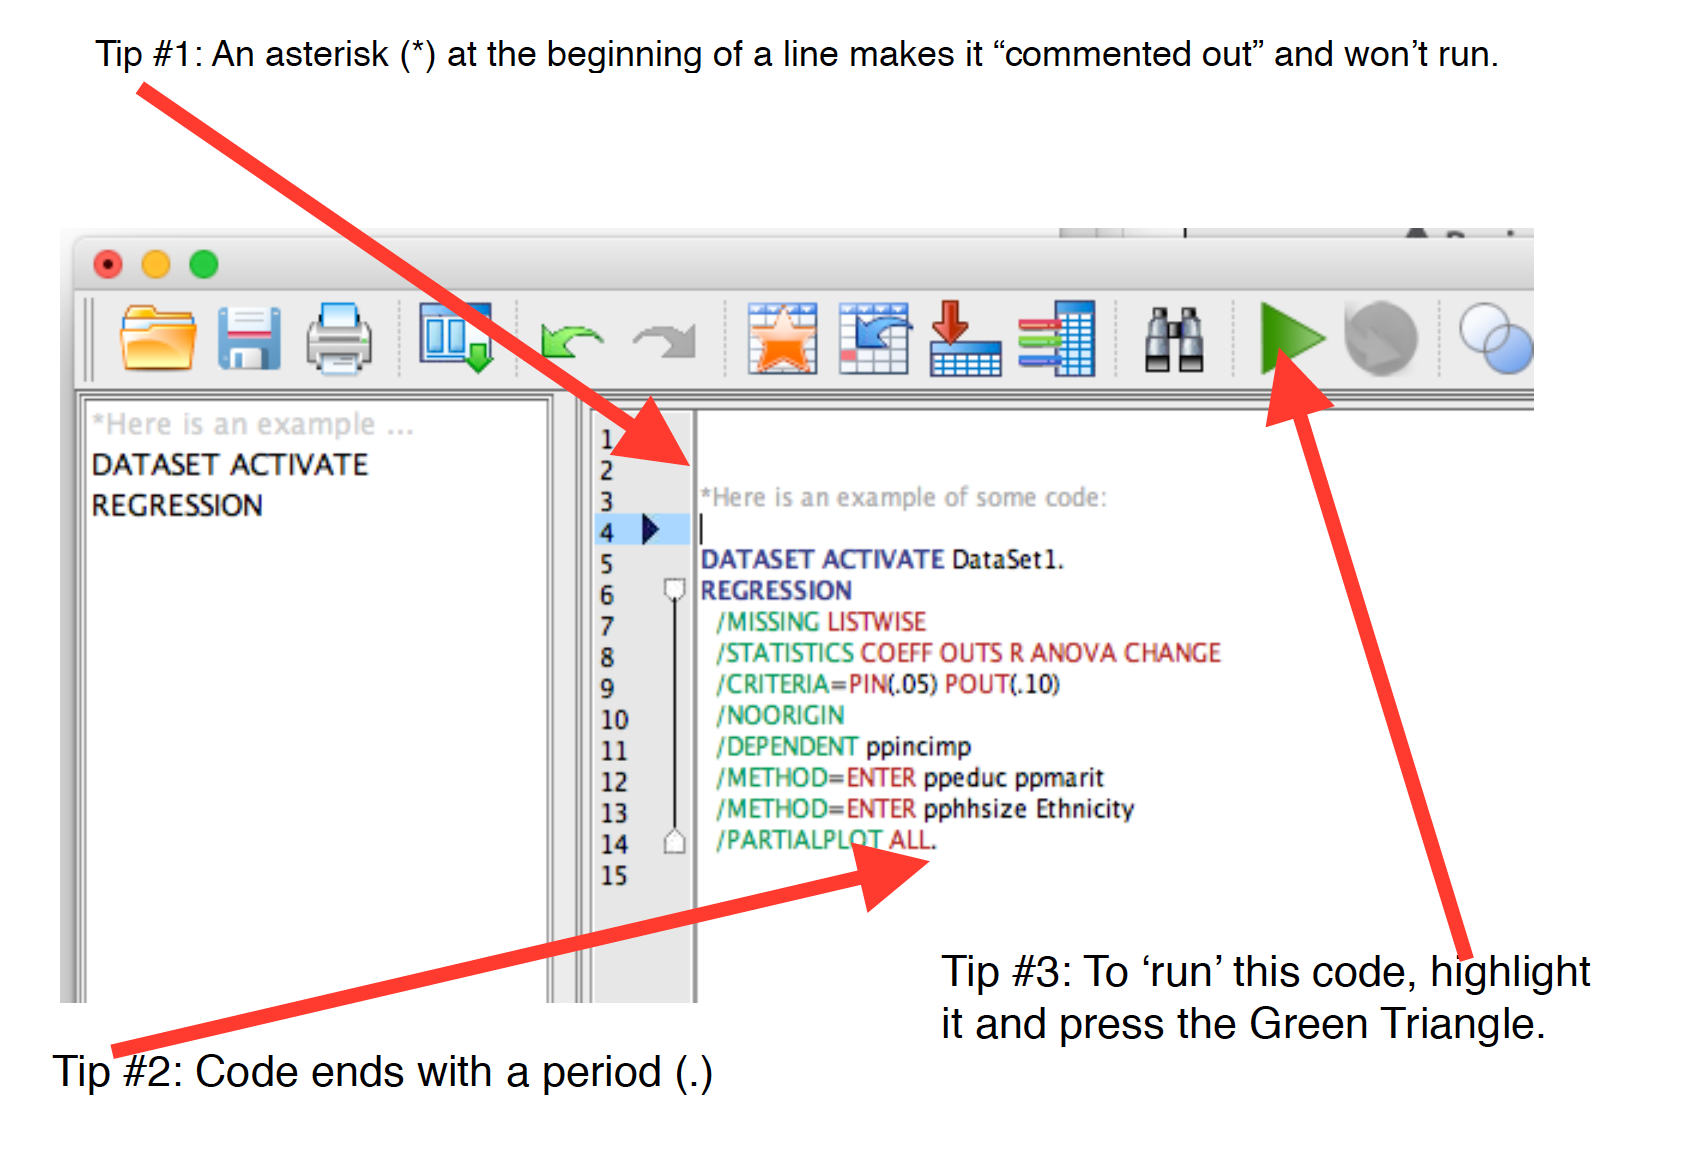 Tip #1: An asterisk (*) at the beginning of a line makes it “commented out” and won’t run.
*Here is an example ...
DATASET ACTIVATE
REGRESSION
1
2
3 *Here is an example of some code:
4
5 DATASET ACTIVATE DataSet1.
6 REGRESSION
7 /MISSING LISTWISE
8 /STATISTICS COEFF OUTS R ANOVA CHANGE
9 /CRITERIA=PIN(.05) POUT(.10)
10 /NOORIGIN
11 /DEPENDENT ppincimp
12 /METHOD=ENTER ppeduc ppmarit
13 /METHOD=ENTER pphhsize Ethnicity
14 /PARTIALPLOT ALL.
15
Tip #3: To ‘run’ this code, highlight
it and press the Green Triangle.
Tip #2: Code ends with a period (.)